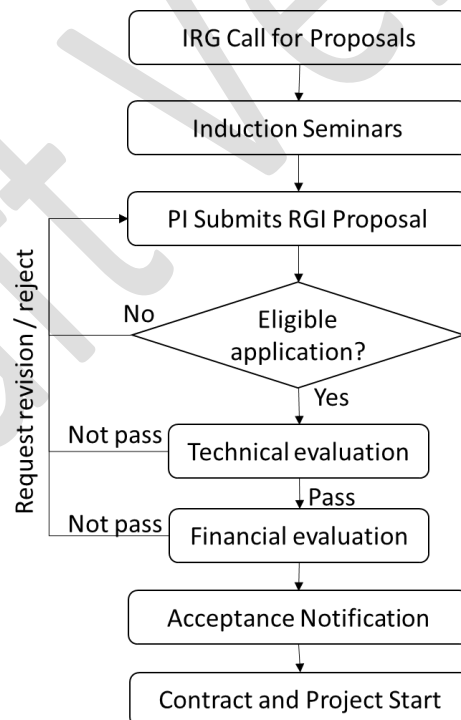 IRG Call for Proposals
Induction Seminars
PI Submits RGI Proposal
Request revision / reject
No
Eligible
application?
Yes
Not pass
Technical evaluation
Pass
Not pass
Financial evaluation
Acceptance Notification
Contract and Project Start